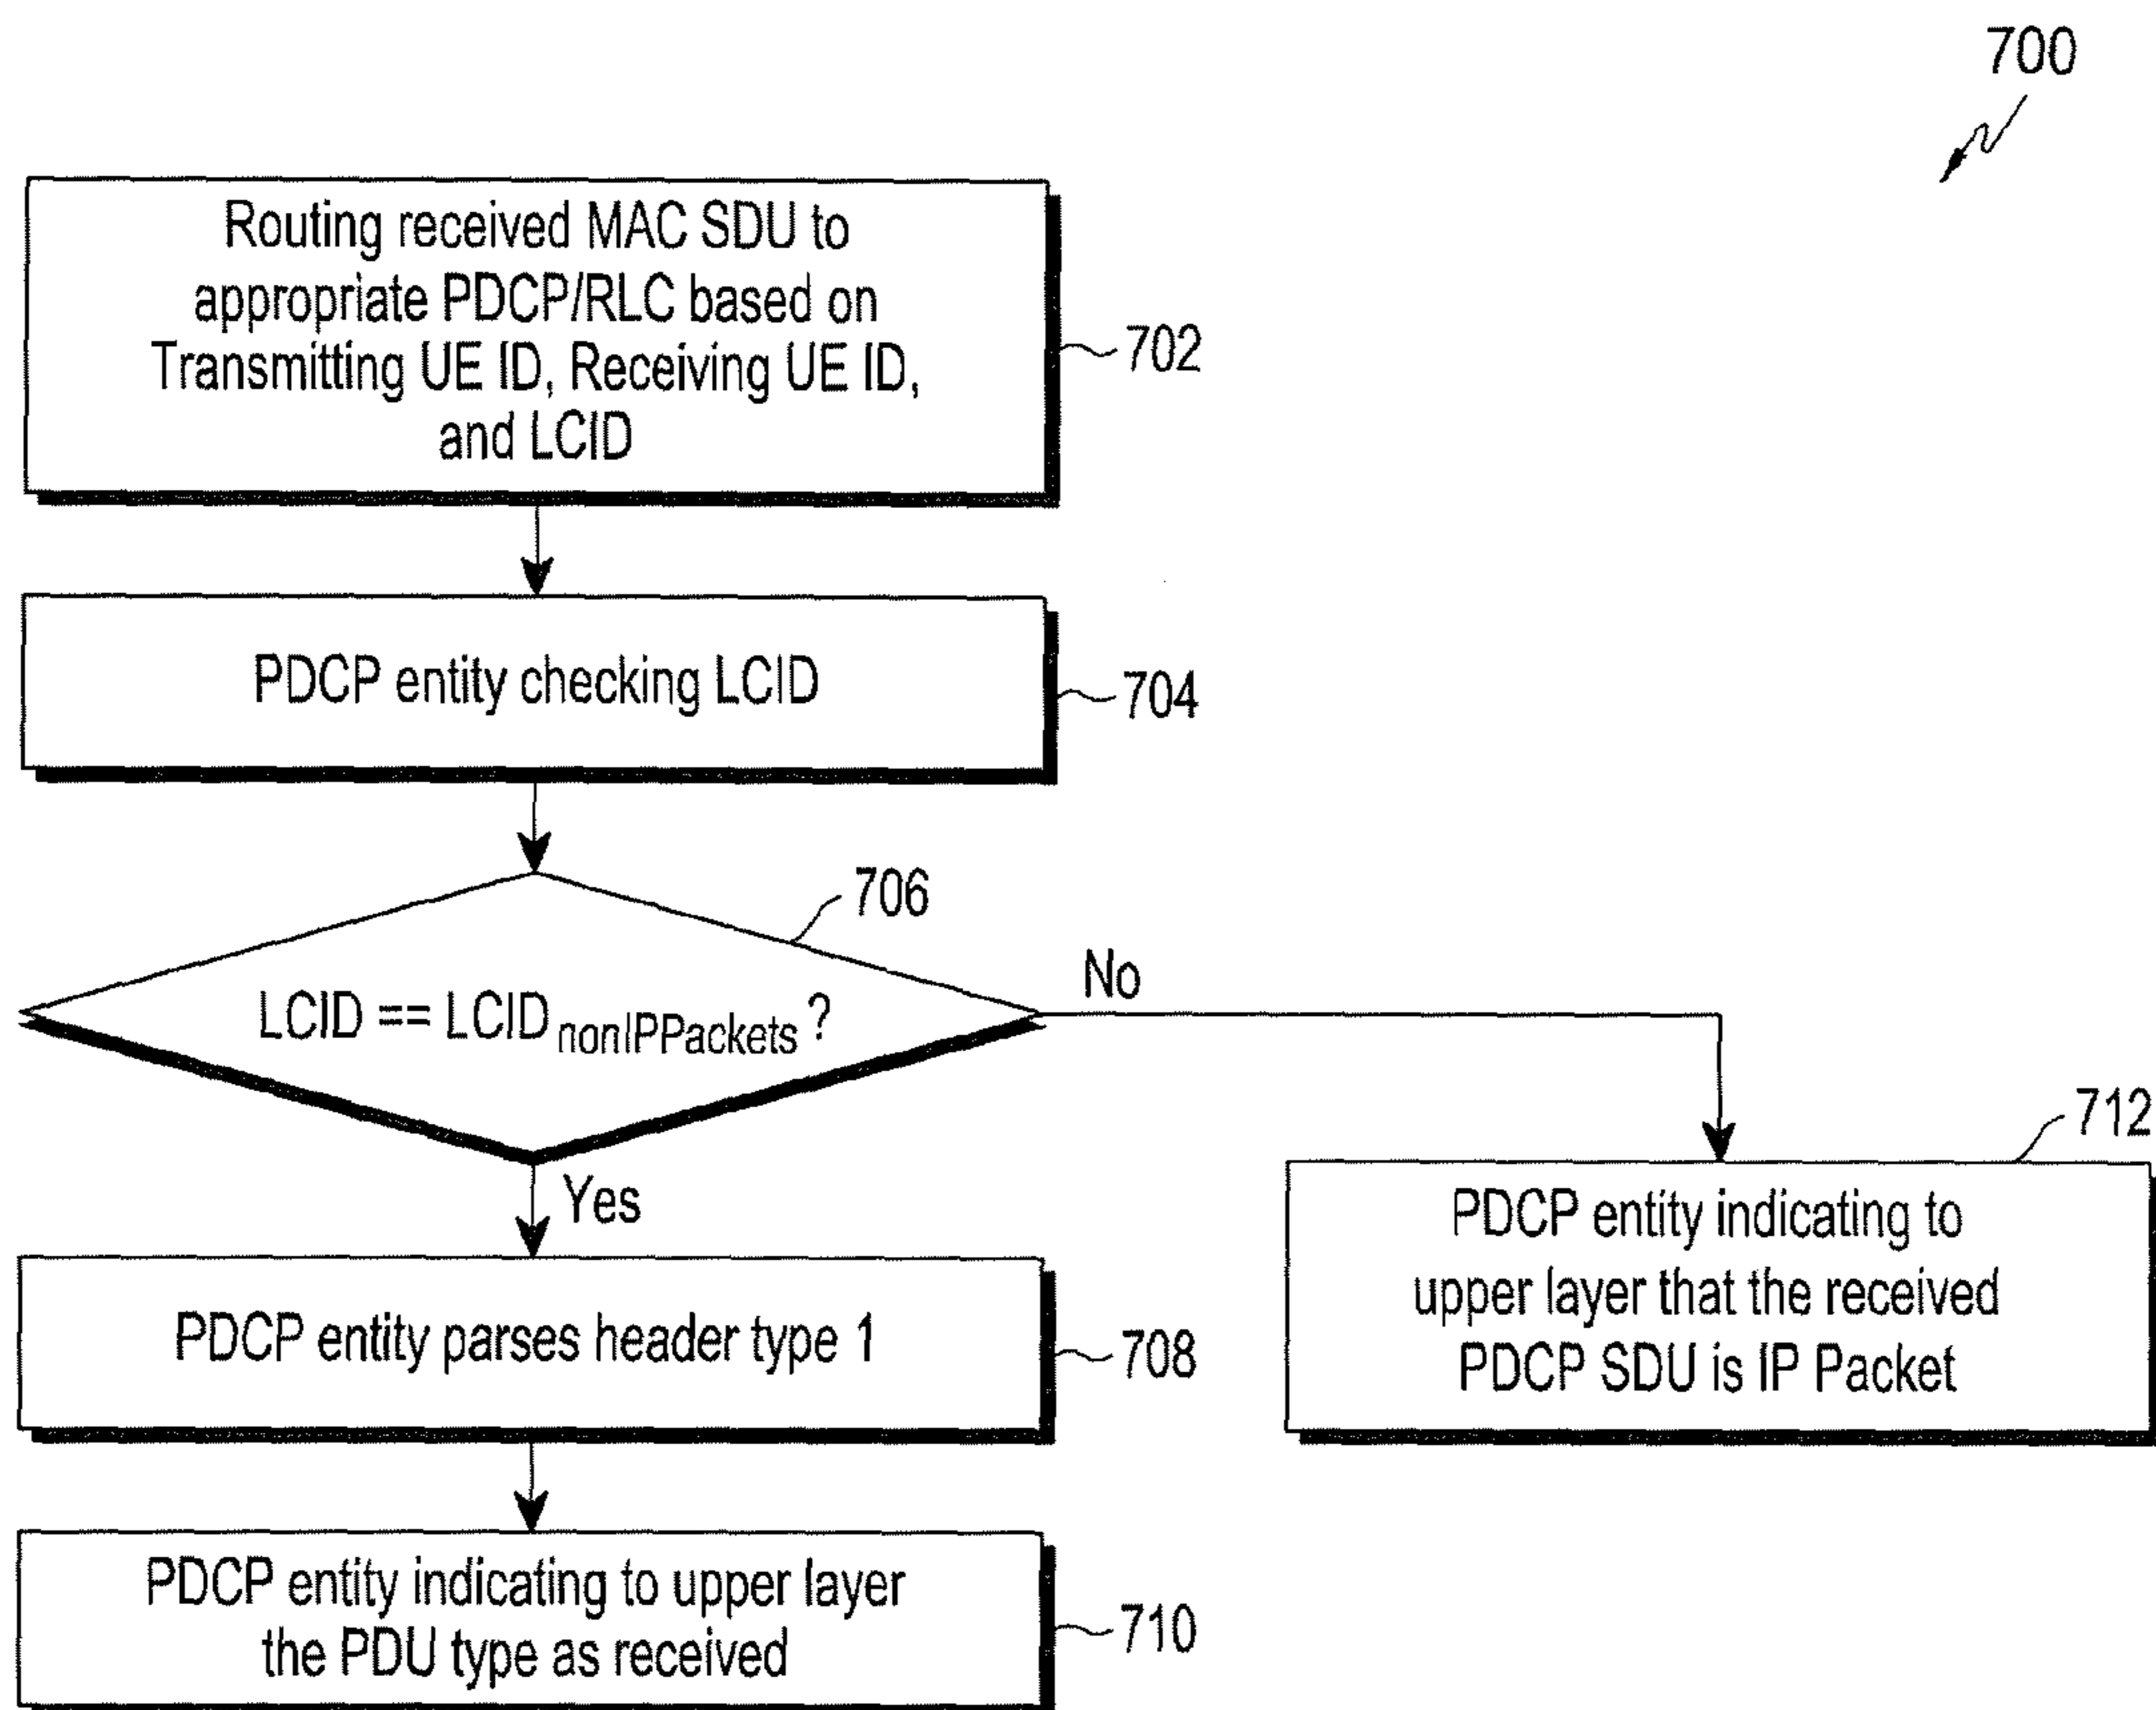 700
Routing received MAC SDU to
appropriate PDCP/RLC based on
Transmitting UE ID, Receiving UE ID,
and LCID
702
PDCP entity checking LCID
704
706
LCID == LCID nonIPPackets ?
No
Yes
712
PDCP entity indicating to
upper layer that the received
PDCP SDU is IP Packet
PDCP entity parses header type 1
708
PDCP entity indicating to upper layer
the PDU type as received
710